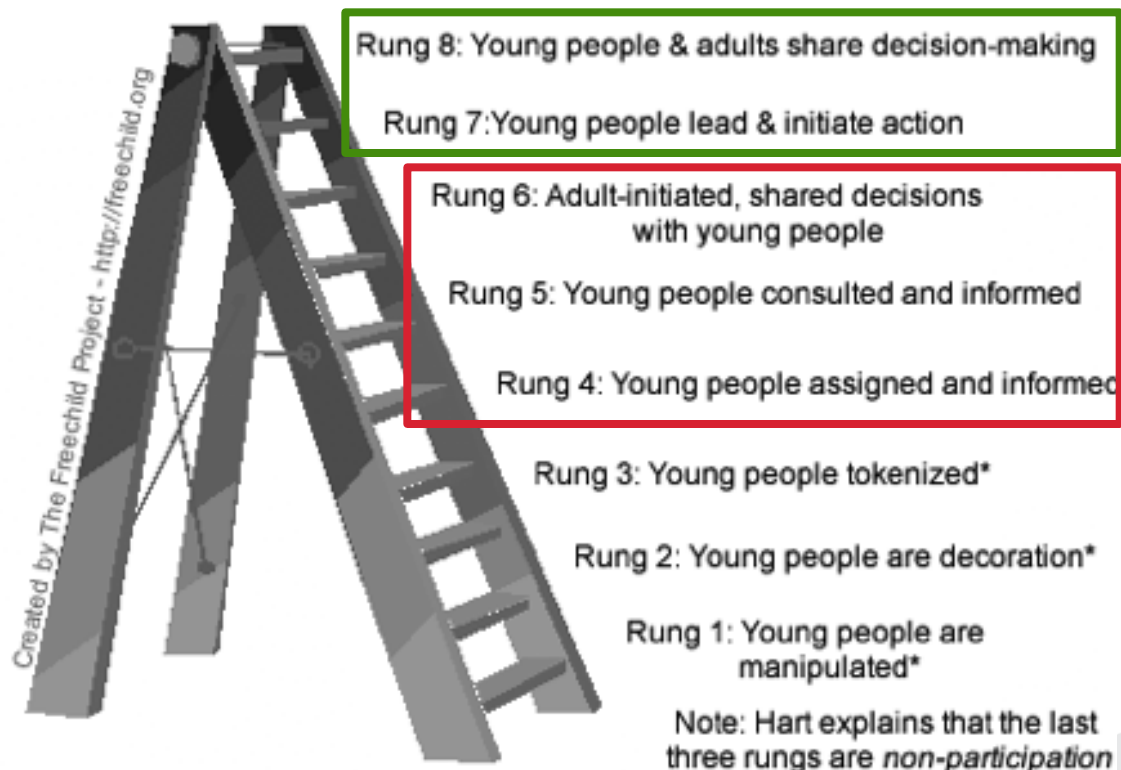 Rung 8: Young people & adults share decision-making
Rung 7:Young people lead & initiate action
Rung 6: Adult-initiated, shared decisions
with young people
Rung 5: Young people consulted and informed
Rung 4: Young people assigned and informed
Rung 3: Young people tokenized*
Rung 2: Young people are decoration*
Rung 1: Young people are
manipulated*
Note: Hart explains that the last
three rungs are non-participation
Created by The Freechild Project - http://freechild.org